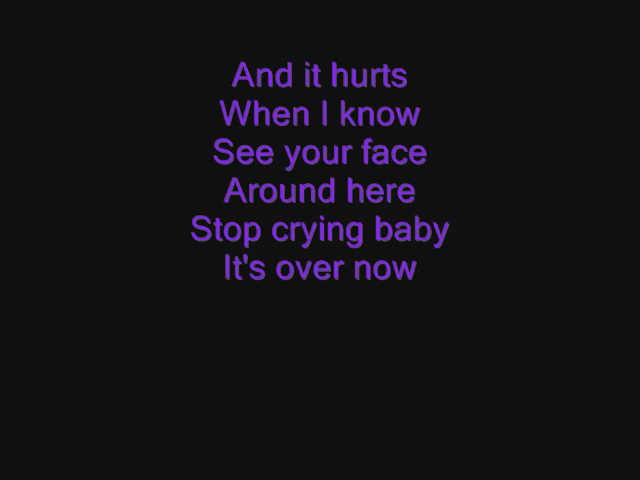 And it hurts
When I know
See your face
Around here
Stop crying baby
It's over now